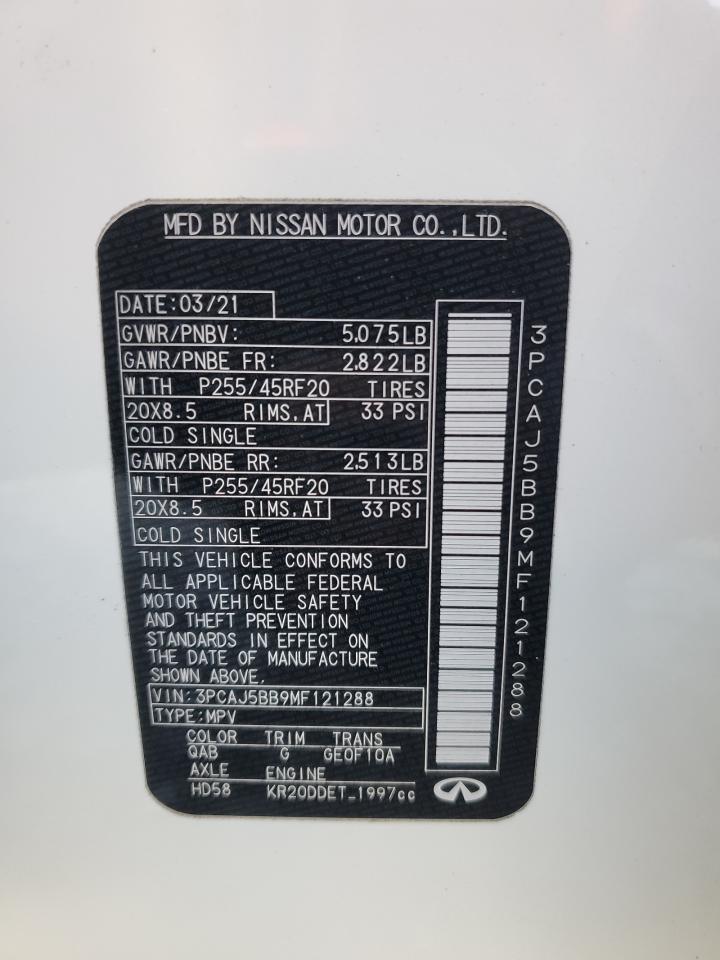 MFD BY NISSAN MOTOR CO.,LTD.
DATE:03/21
GVWR/PNBV: 5.075LB
GAWR/PNBE FR: 2.822LB
WITH P255/45RF20 TIRES
20X8.5 RIMS,AT 33 PSI
COLD SINGLE
GAWR/PNBE RR: 2.513LB
WITH P255/45RF20 TIRES
20X8.5 RIMS,AT 33 PSI
COLD SINGLE
THIS VEHICLE CONFORMS TO
ALL APPLICABLE FEDERAL
MOTOR VEHICLE SAFETY
AND THEFT PREVENTION
STANDARDS IN EFFECT ON
THE DATE OF MANUFACTURE
SHOWN ABOVE.
VIN:3PCAJ5BB9MF121288
TYPE:MPV
COLOR TRIM TRANS
QAB G GE0F10A
AXLE ENGINE
HD58 KR20DDET_1997cc
3PCAJ5BB9MF121288